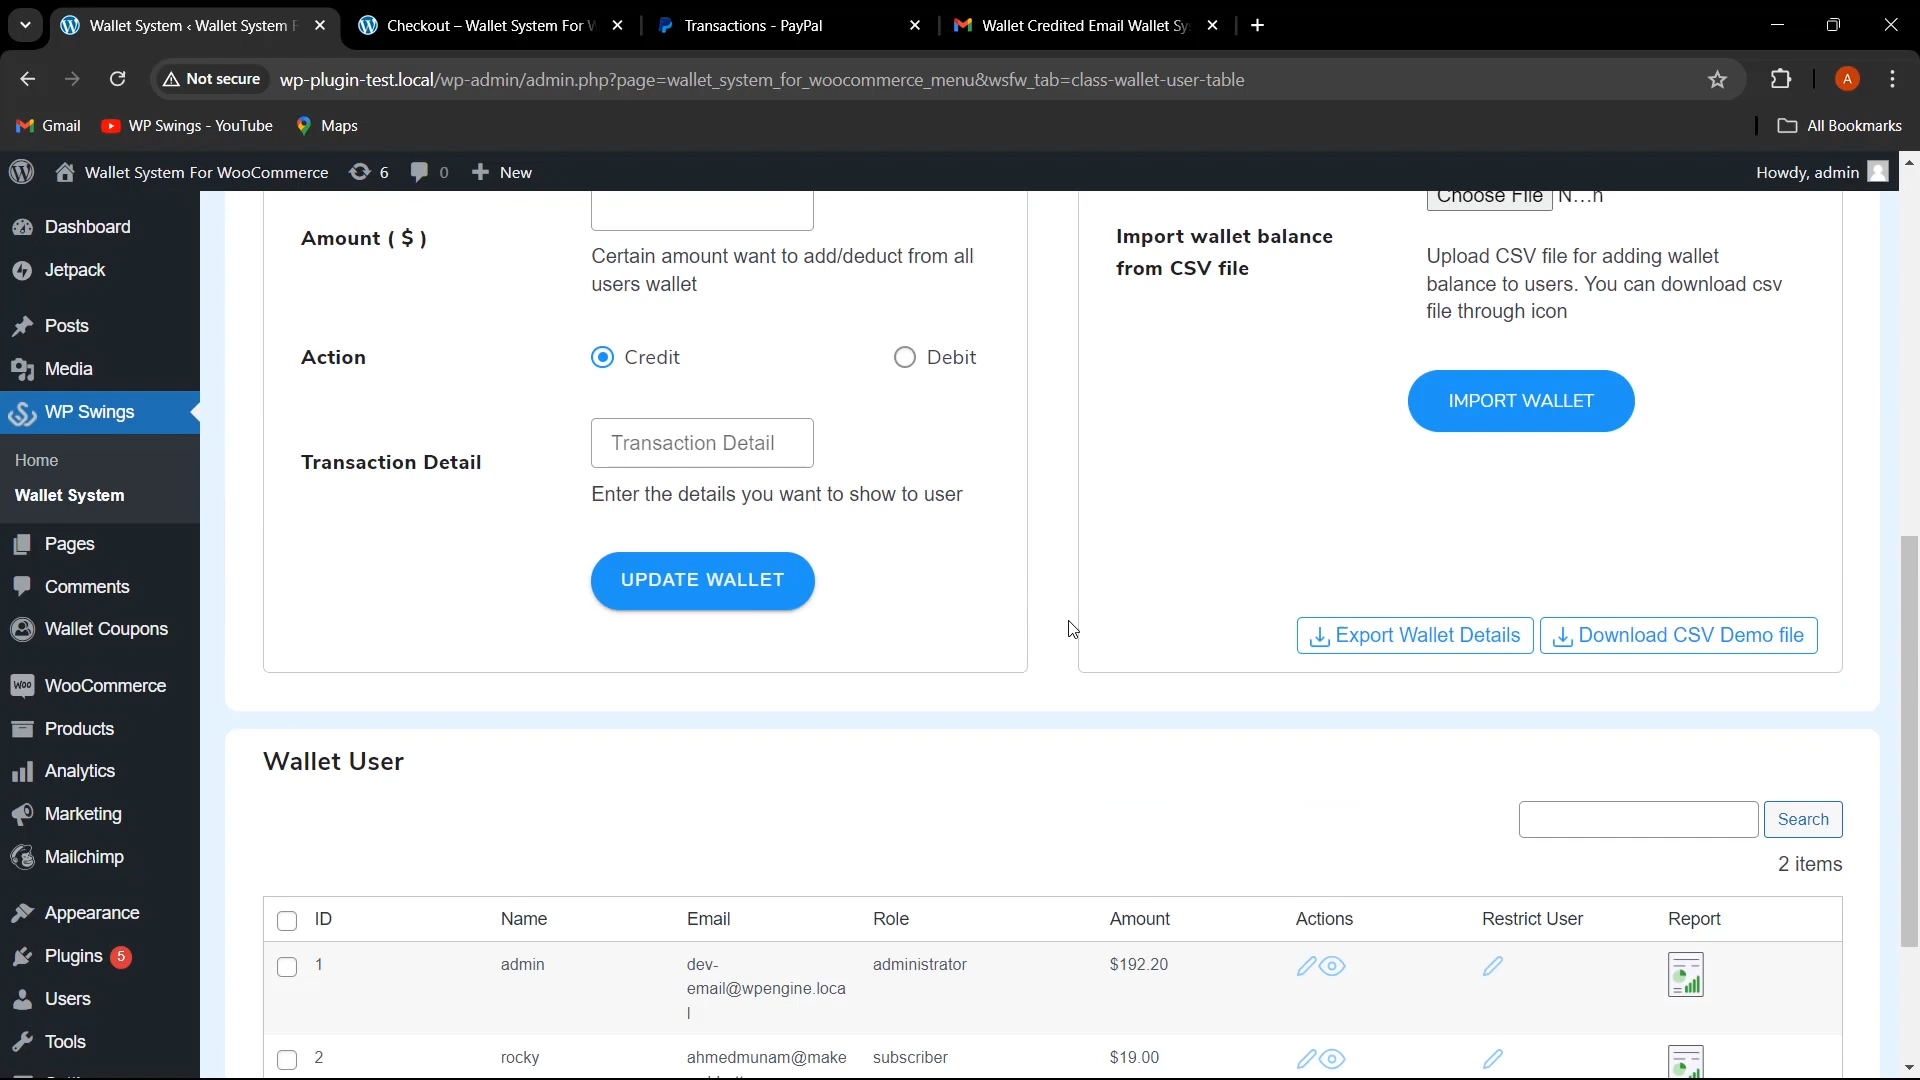 Wallet System ‹ Wallet System F
Checkout – Wallet System For W
Transactions - PayPal
Wallet Credited Email Wallet Sy
Not secure
wp-plugin-test.local/wp-admin/admin.php?page=wallet_system_for_woocommerce_menu&wsfw_tab=class-wallet-user-table
A
Gmail
WP Swings - YouTube
Maps
All Bookmarks
Wallet System For WooCommerce
6
0
New
Howdy, admin
Dashboard
Jetpack
Posts
Media
WP Swings
Home
Wallet System
Pages
Comments
Wallet Coupons
WooCommerce
Products
Analytics
Marketing
Mailchimp
Appearance
Plugins 5
Users
Tools
Amount ( $ )
Certain amount want to add/deduct from all
users wallet
Action
Credit
Debit
Transaction Detail
Transaction Detail
Enter the details you want to show to user
UPDATE WALLET
Choose File N...n
Import wallet balance
from CSV file
Upload CSV file for adding wallet
balance to users. You can download csv
file through icon
IMPORT WALLET
Export Wallet Details
Download CSV Demo file
Wallet User
Search
2 items
ID Name Email Role Amount Actions Restrict User Report
1 admin dev- administrator $192.20
email@wpengine.loca
l
2 rocky ahmedmunam@make subscriber $19.00